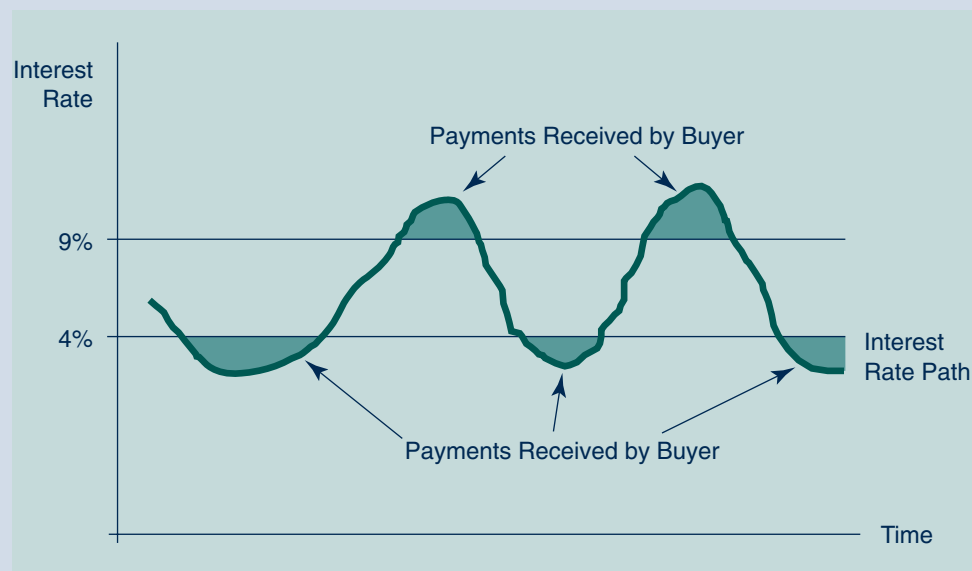 Interest
Rate
Payments Received by Buyer
9%
4%
Interest
Rate Path
Payments Received by Buyer
Time